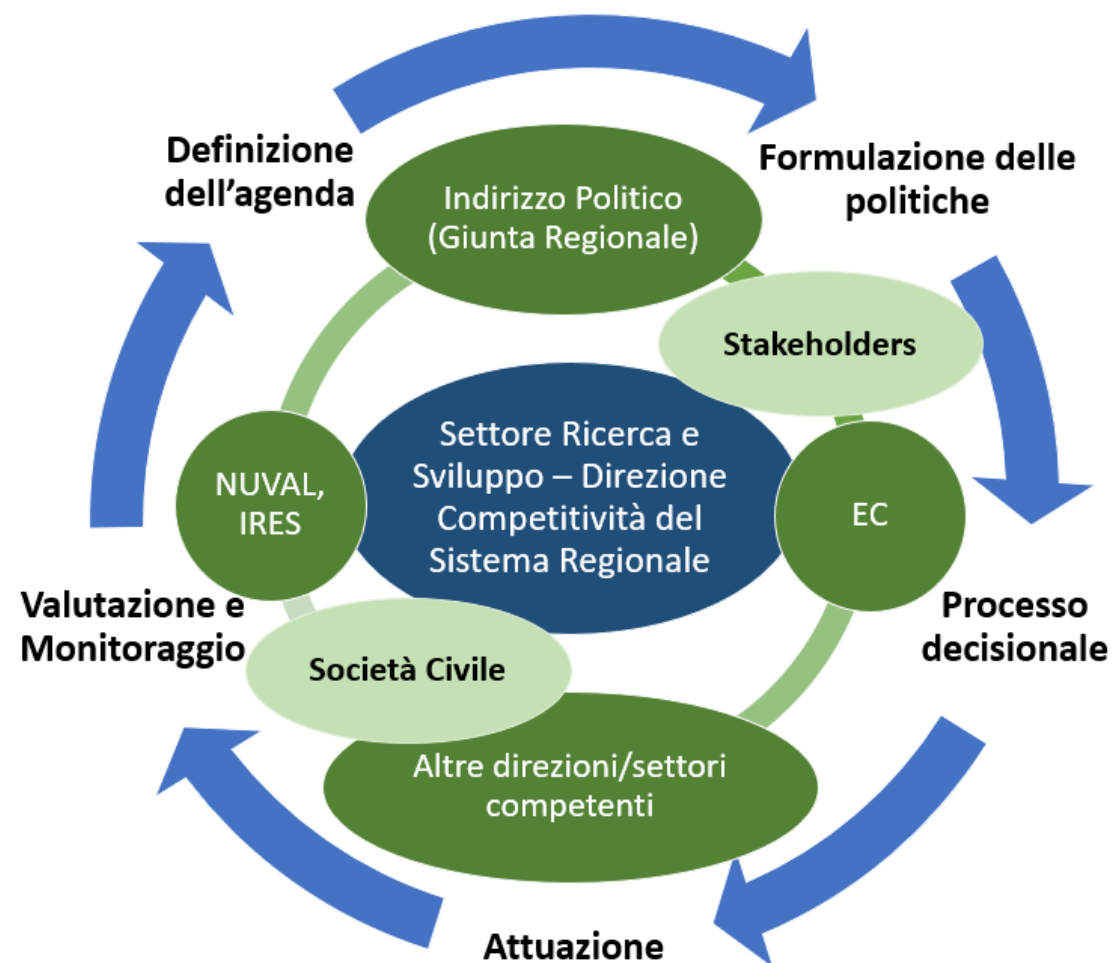 Definizione
dell’agenda
Formulazione delle
politiche
Indirizzo Politico
(Giunta Regionale)
Stakeholders
Settore Ricerca e
Sviluppo – Direzione
Competitività del
Sistema Regionale
NUVAL,
IRES
EC
Valutazione e
Monitoraggio
Processo
decisionale
Società Civile
Altre direzioni/settori
competenti
Attuazione